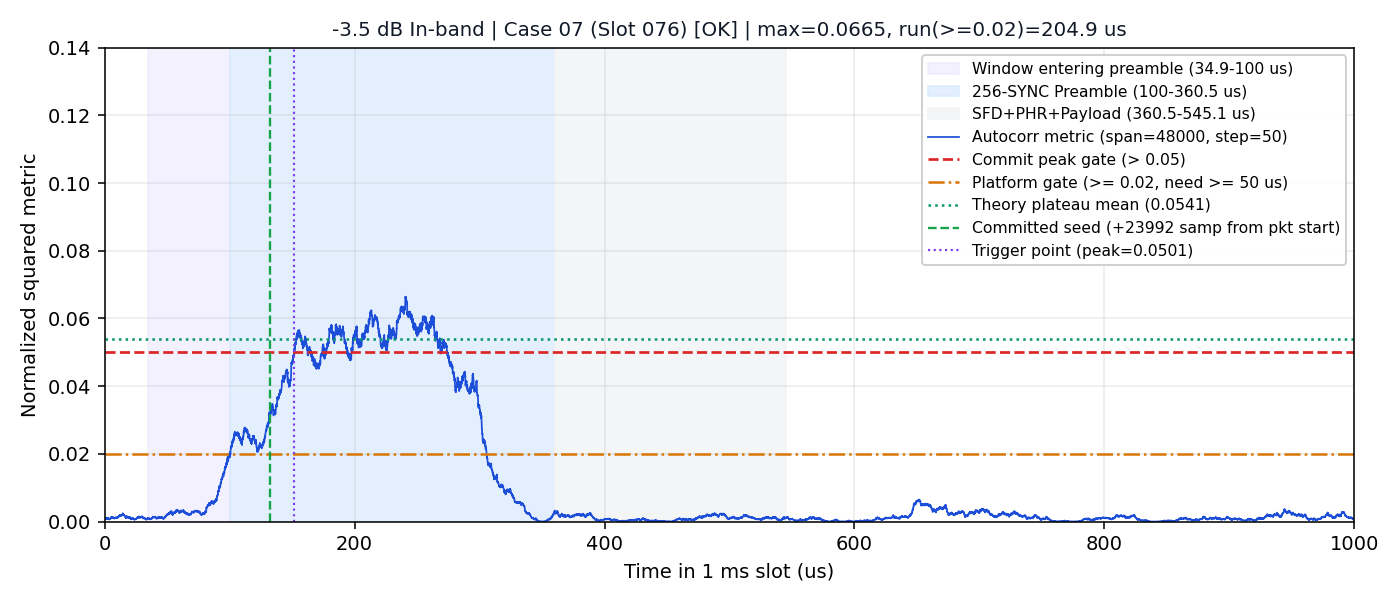 -3.5 dB In-band | Case 07 (Slot 076) [OK] | max=0.0665, run(>=0.02)=204.9 us
Normalized squared metric
0.14
0.12
0.10
0.08
0.06
0.04
0.02
0.00
Window entering preamble (34.9-100 us)
256-SYNC Preamble (100-360.5 us)
SFD+PHR+Payload (360.5-545.1 us)
Autocorr metric (span=48000, step=50)
Commit peak gate (> 0.05)
Platform gate (>= 0.02, need >= 50 us)
Theory plateau mean (0.0541)
Committed seed (+23992 samp from pkt start)
Trigger point (peak=0.0501)
0 200 400 600 800 1000
Time in 1 ms slot (us)